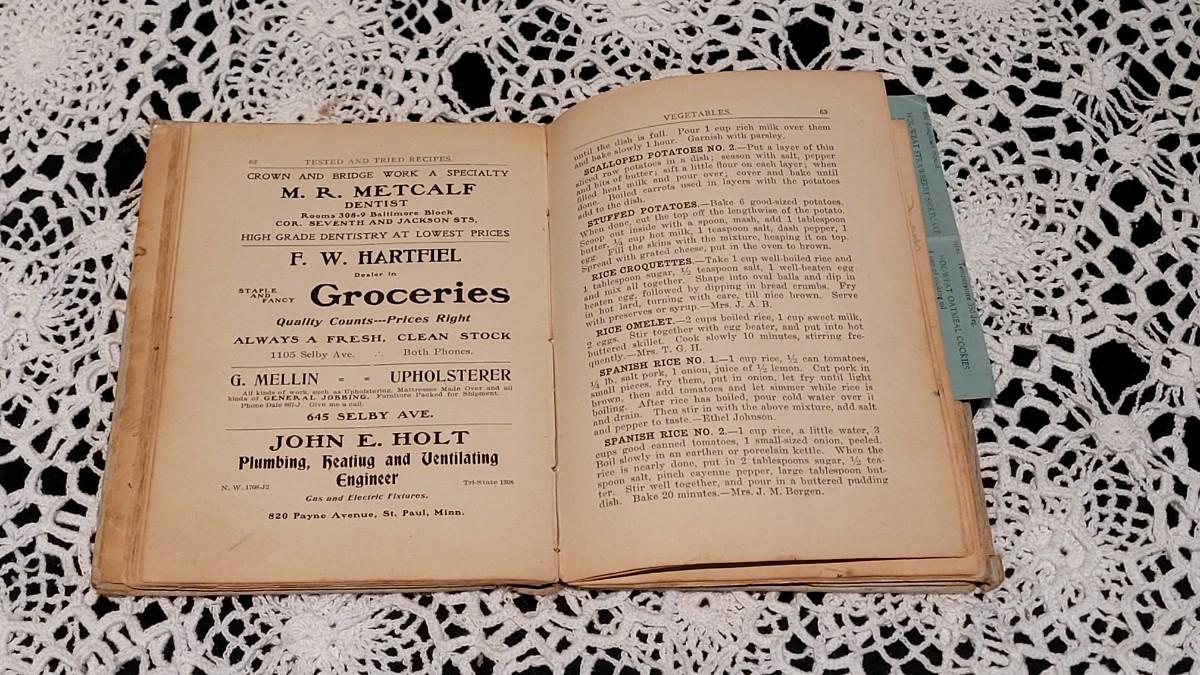 62 TESTED AND TRIED RECIPES.
CROWN AND BRIDGE WORK A SPECIALTY
M. R. METCALF
DENTIST
Rooms 308-9 Baltimore Block
COR. SEVENTH AND JACKSON STS,
HIGH GRADE DENTISTRY AT LOWEST PRICES
F. W. HARTFIEL
Dealer in
STAPLE AND FANCY Groceries
Quality Counts---Prices Right
ALWAYS A FRESH, CLEAN STOCK
1105 Selby Ave. ∴ Both Phones.
G. MELLIN = = UPHOLSTERER
All kinds of work, such as Upholstering, Mattresses Made Over and all
kinds of GENERAL JOBBING. Furniture Packed for Shipment.
Phone Dale 867-J. Give me a call.
645 SELBY AVE.
JOHN E. HOLT
Plumbing, Heating and Ventilating
Engineer
N. W. 1708-J2 Tri-State 1308
Gas and Electric Fixtures.
820 Payne Avenue, St. Paul, Minn.
VEGETABLES. 63
until the dish is full. Pour 1 cup rich milk over them
and bake slowly 1 hour. Garnish with parsley.
SCALLOPED POTATOES NO. 2.—Put a layer of thin
sliced raw potatoes in a dish; season with salt, pepper
and bits of butter; sift a little flour on each layer; when
filled heat milk and pour over; cover and bake until
done. Boiled carrots used in layers with the potatoes
add to the dish.
STUFFED POTATOES.—Bake 6 good-sized potatoes.
When done, cut the top off the lengthwise of the potato.
Scoop out inside with a spoon, mash, add 1 tablespoon
butter, ¼ cup hot milk, 1 teaspoon salt, dash pepper, 1
egg. Fill the skins with the mixture, heaping it on top.
Spread with grated cheese, put in the oven to brown.
RICE CROQUETTES.—Take 1 cup well-boiled rice and
1 tablespoon sugar, ½ teaspoon salt, 1 well-beaten egg
and mix all together. Shape into oval balls and dip in
beaten egg, followed by dipping in bread crumbs. Fry
in hot lard, turning with care, till nice brown. Serve
with preserves or syrup.—Mrs. J. A. B.
RICE OMELET.—2 cups boiled rice, 1 cup sweet milk,
2 eggs. Stir together with egg beater, and put into hot
buttered skillet. Cook slowly 10 minutes, stirring fre-
quently.—Mrs. T. G. H.
SPANISH RICE NO. 1.—1 cup rice, ½ can tomatoes,
¼ lb. salt pork, 1 onion, juice of ½ lemon. Cut pork in
small pieces, fry them, put in onion, let fry until light
brown, then add tomatoes and let simmer while rice is
boiling. After rice has boiled, pour cold water over it
and drain. Then stir in with the above mixture, add salt
and pepper to taste.—Ethel Johnson.
SPANISH RICE NO. 2.—1 cup rice, a little water, 3
cups good canned tomatoes, 1 small-sized onion, peeled.
Boil slowly in an earthen or porcelain kettle. When the
rice is nearly done, put in 2 tablespoons sugar, ½ tea-
spoon salt, pinch cayenne pepper, large tablespoon but-
ter. Stir well together, and pour in a buttered pudding
dish. Bake 20 minutes.—Mrs. J. M. Borgen.
HOL-WEAT STRAWBERRY SHORTCAKE
HOL-WEAT OATMEAL COOKIES